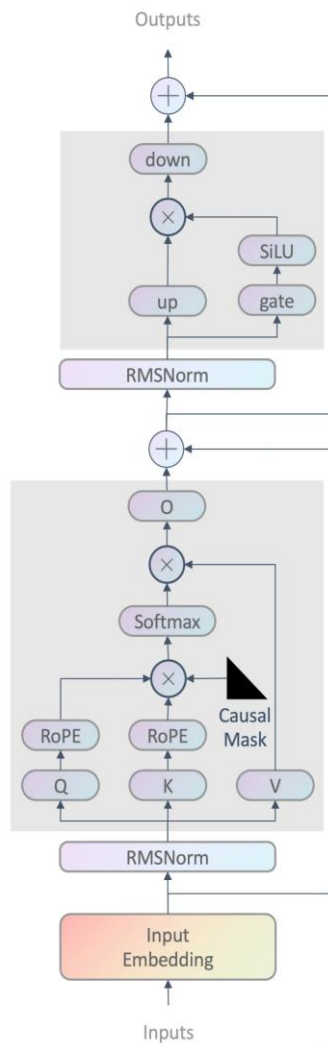 Outputs
down
SiLU
up
gate
RMSNorm
O
Softmax
Causal
Mask
RoPE
RoPE
Q
K
V
RMSNorm
Input
Embedding
Inputs